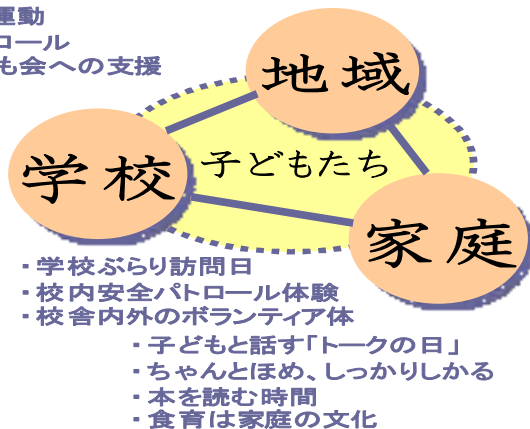 運動
ロール
も会への支援
地域
子どもたち
学校
家庭
・学校ぶらり訪問日
・校内安全パトロール体験
・校舎内外のボランティア体
・子どもと話す「トークの日」
・ちゃんとほめ、しっかりしかる
・本を読む時間
・食育は家庭の文化